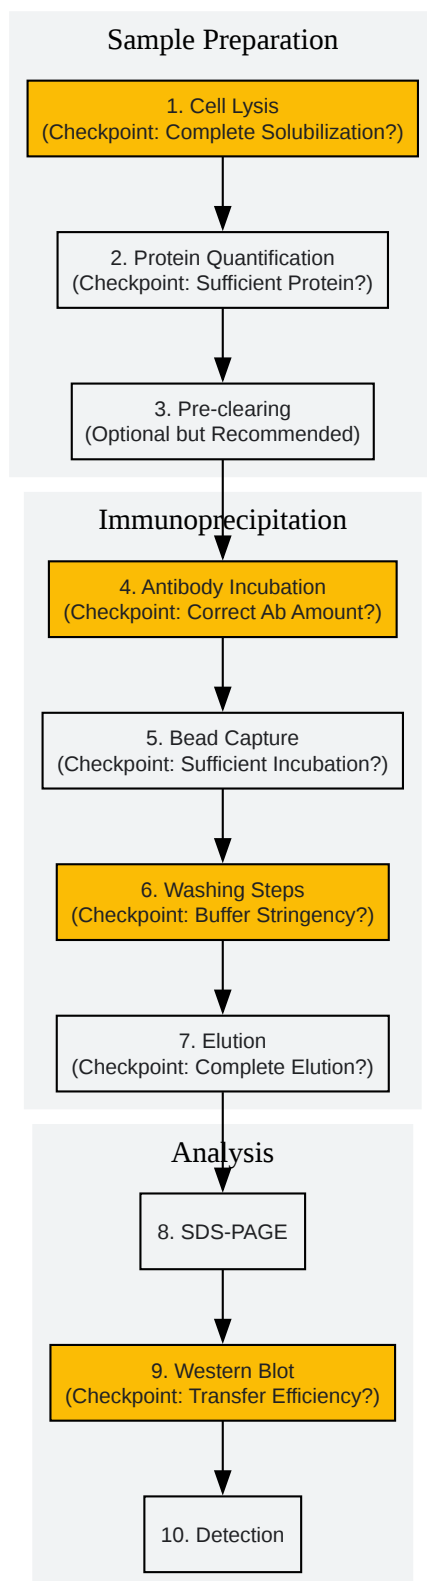 Sample Preparation
1. Cell Lysis
(Checkpoint: Complete Solubilization?)
2. Protein Quantification
(Checkpoint: Sufficient Protein?)
3. Pre-clearing
(Optional but Recommended)
Immunoprecipitation
4. Antibody Incubation
(Checkpoint: Correct Ab Amount?)
5. Bead Capture
(Checkpoint: Sufficient Incubation?)
6. Washing Steps
(Checkpoint: Buffer Stringency?)
7. Elution
(Checkpoint: Complete Elution?)
Analysis
8. SDS-PAGE
9. Western Blot
(Checkpoint: Transfer Efficiency?)
10. Detection